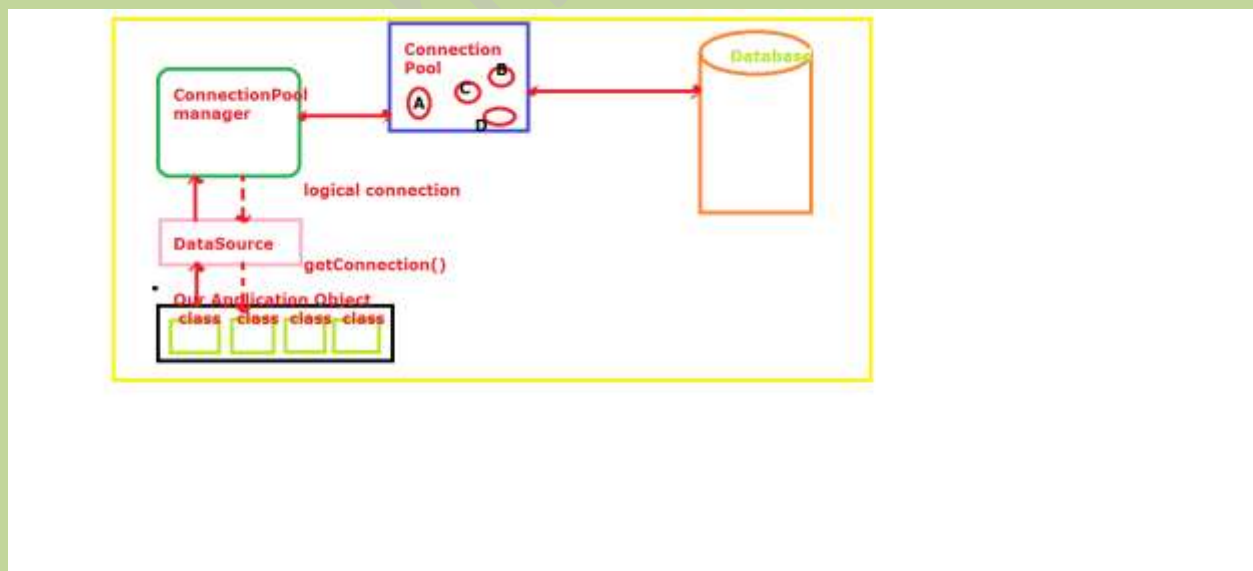 Connection
Pool
Database
B
C
A
D
ConnectionPool
manager
logical connection
DataSource
getConnection()
Our Application Object
class class class class